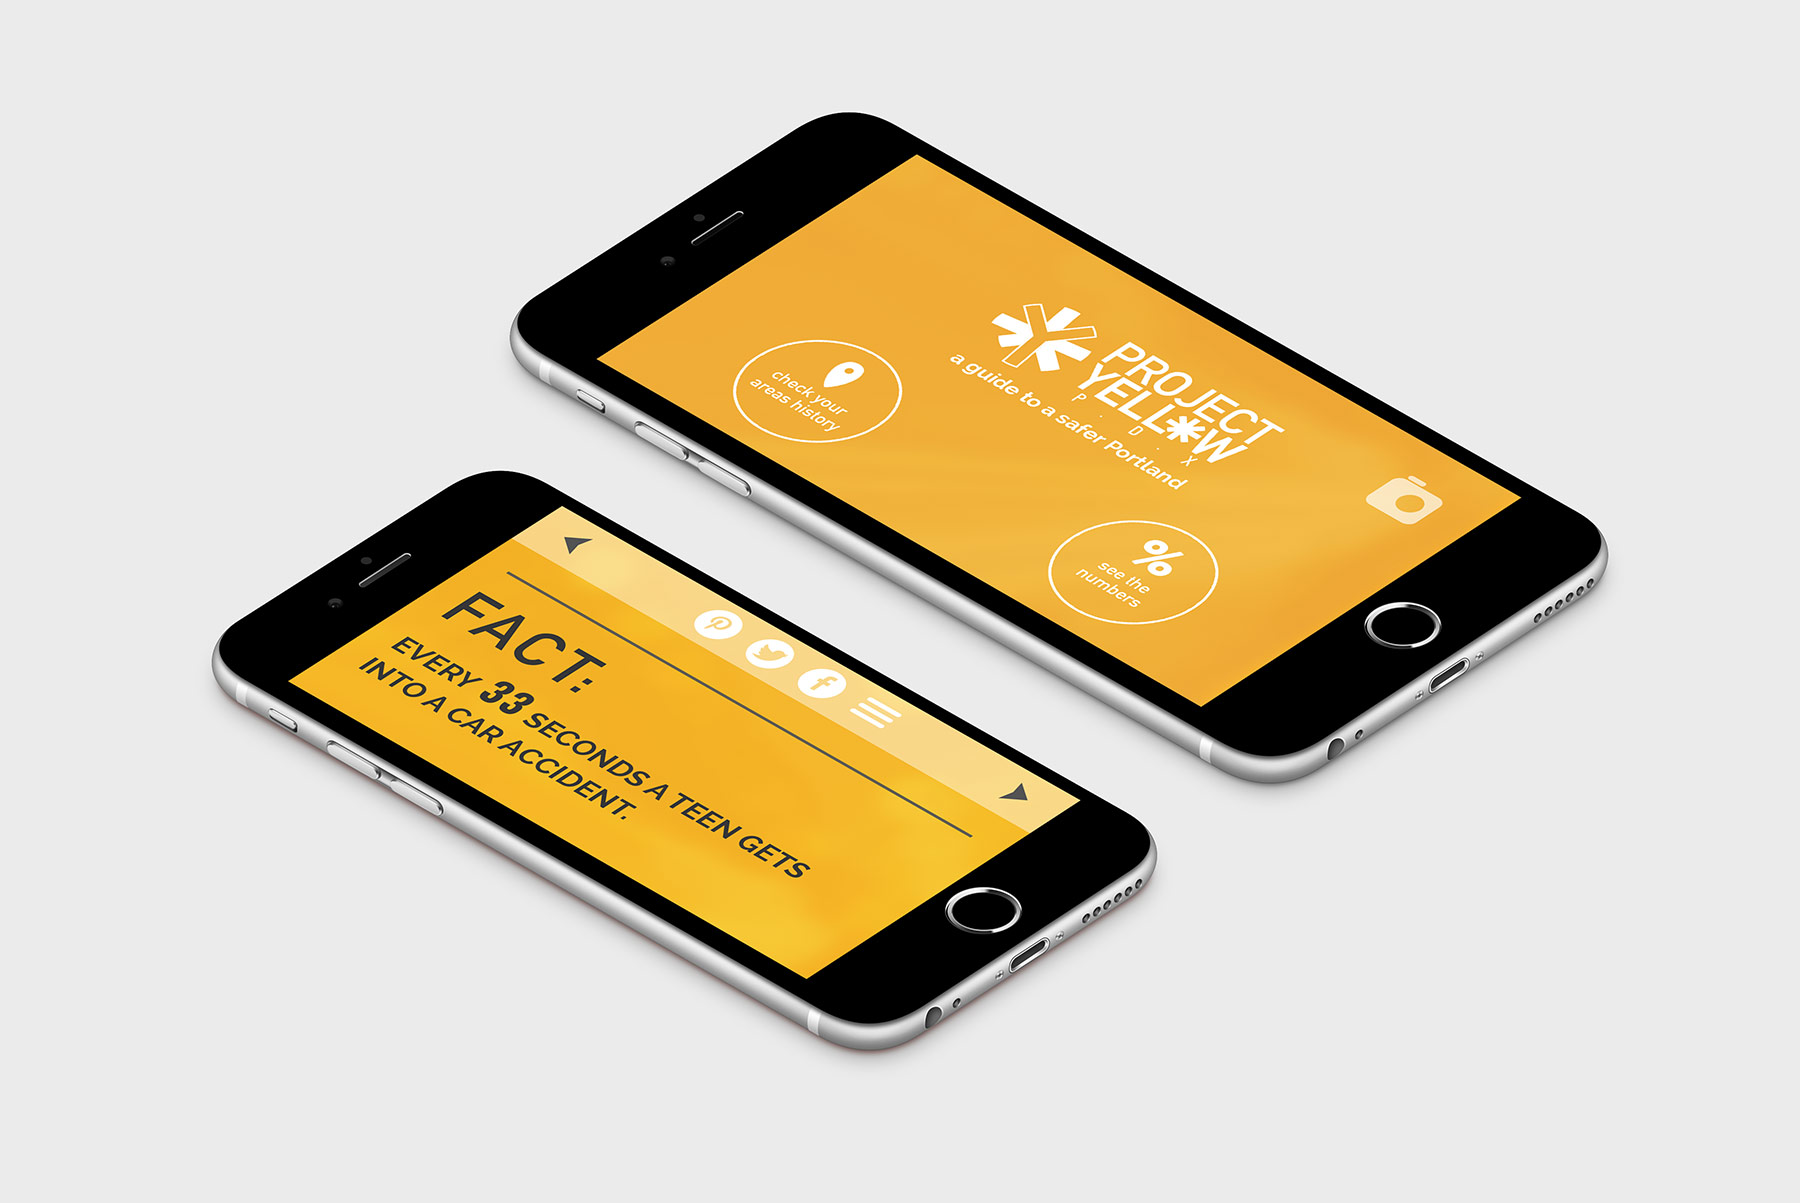 PROJECT
YELL*W
P . D . X
a guide to a safer Portland
check your
areas history
%
see the
numbers
FACT:
EVERY 33 SECONDS A TEEN GETS
INTO A CAR ACCIDENT.